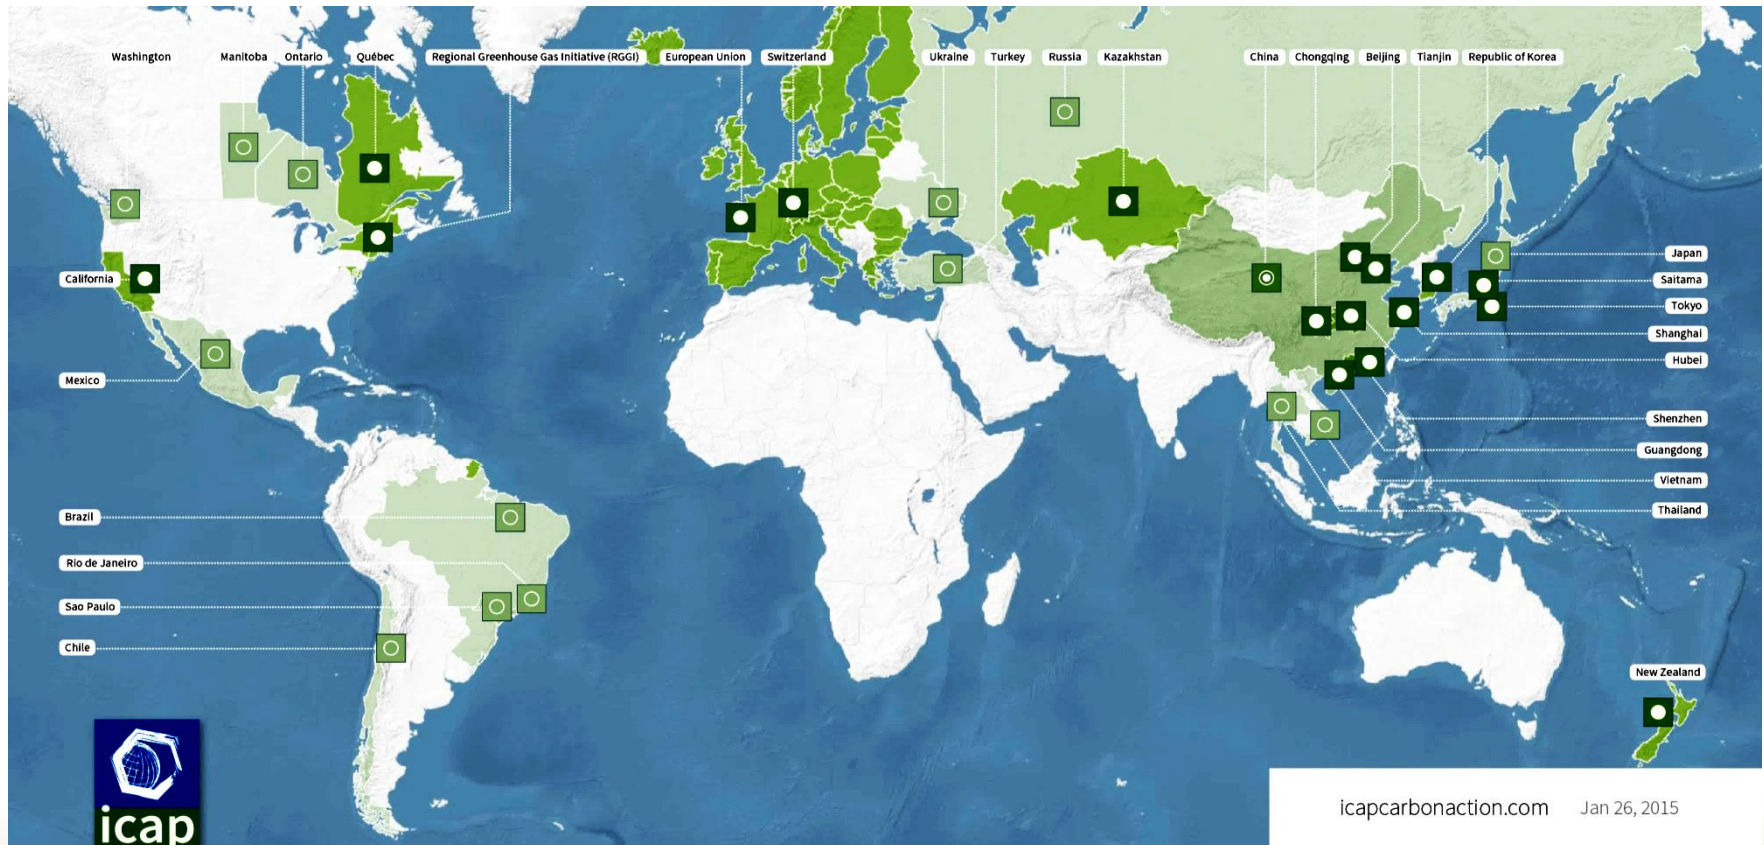 Washington
Manitoba
Ontario
Québec
Regional Greenhouse Gas Initiative (RGGI)
European Union
Switzerland
Ukraine
Turkey
Russia
Kazakhstan
China
Chongqing
Beijing
Tianjin
Republic of Korea
California
Mexico
Japan
Saitama
Tokyo
Shanghai
Hubei
Shenzhen
Guangdong
Vietnam
Thailand
Brazil
Rio de Janeiro
Sao Paulo
Chile
New Zealand
icap
icapcarbonaction.com Jan 26, 2015